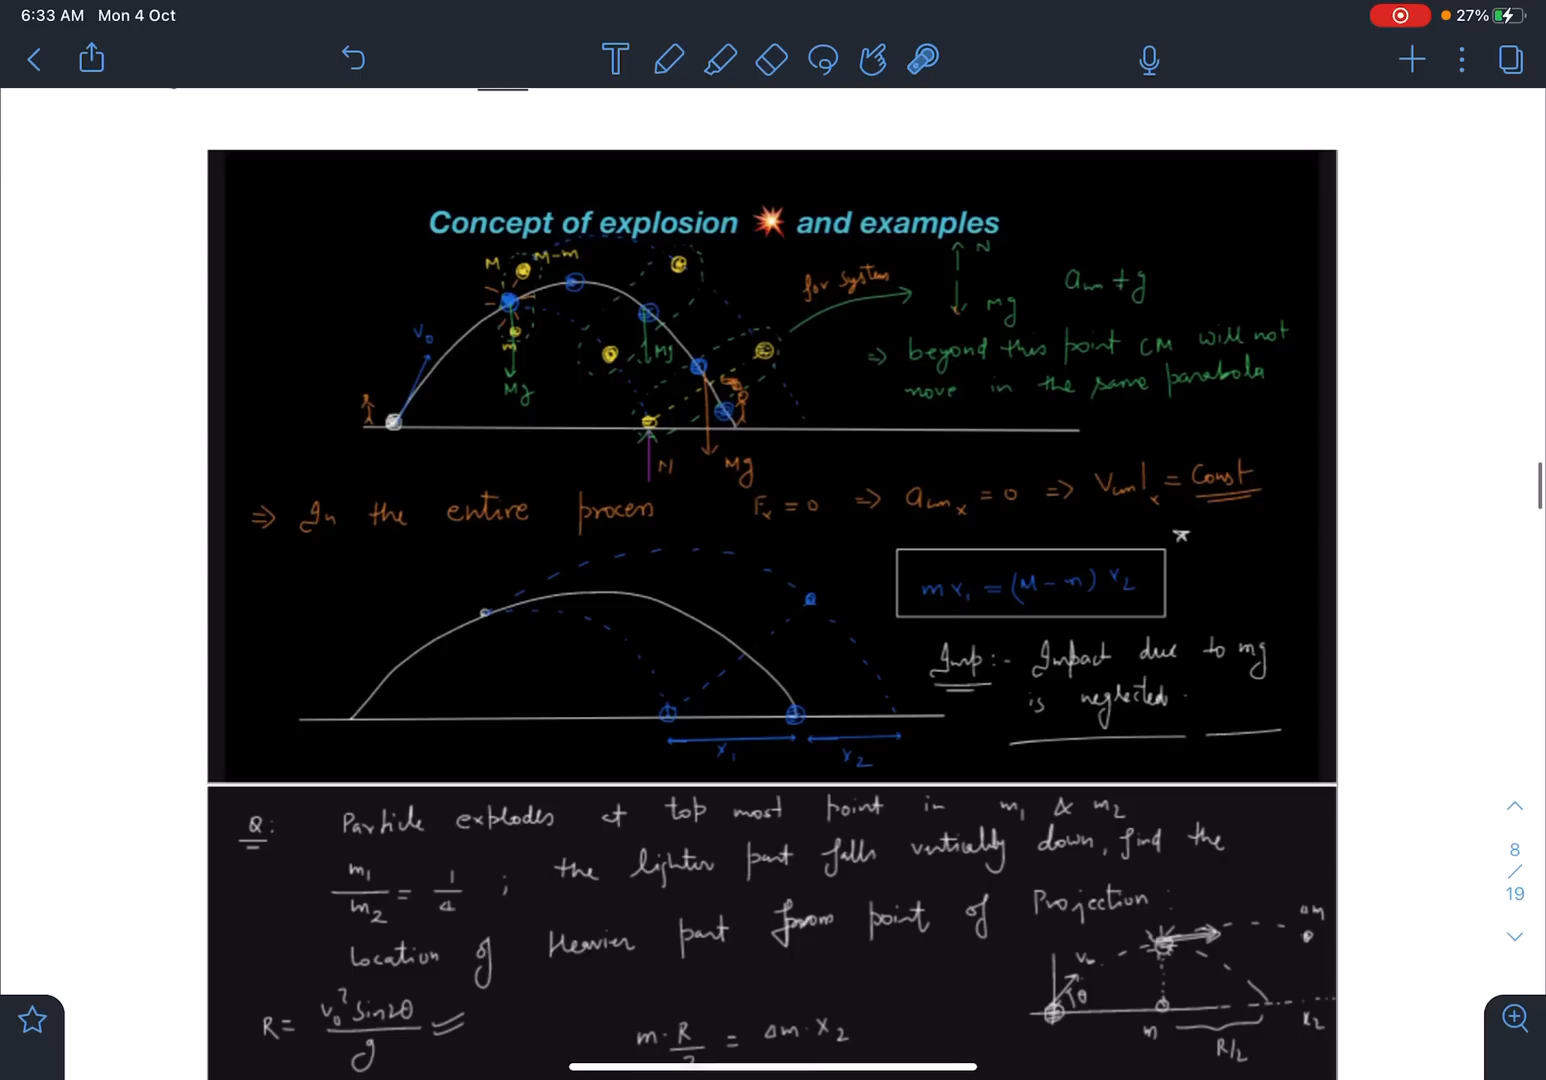 6:33 AM Mon 4 Oct
27%
Concept of explosion 💥 and examples
M
M-m
m
Mg
v₀
Mg
for system
N
Mg
a_cm ≠ g
⇒ beyond this point CM will not
move in the same parabola
N
Mg
⇒ In the entire process
Fₓ = 0 ⇒ a_cmₓ = 0 ⇒ V_cm|ₓ = Const
m x₁ = (M - m) x₂
*
Imp:- Impact due to mg
is neglected.
x₁
x₂
Q: Particle explodes at top most point in m₁ & m₂
m₁/m₂ = 1/4 ; the lighter part falls vertically down, find the
location of Heavier part from point of Projection
4m
v₀
θ
m
R/2
x₂
R = v₀² sin2θ / g
m · R/2 = 4m · x₂
8
/
19